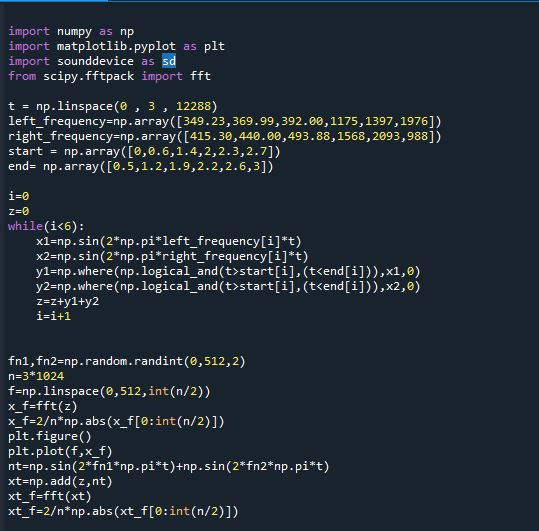 import numpy as np
import matplotlib.pyplot as plt
import sounddevice as sd
from scipy.fftpack import fft
t = np.linspace(0 , 3 , 12288)
left_frequency=np.array([349.23,369.99,392.00,1175,1397,1976])
right_frequency=np.array([415.30,440.00,493.88,1568,2093,988])
start = np.array([0,0.6,1.4,2,2.3,2.7])
end= np.array([0.5,1.2,1.9,2.2,2.6,3])
i=0
z=0
while(i<6):
    x1=np.sin(2*np.pi*left_frequency[i]*t)
    x2=np.sin(2*np.pi*right_frequency[i]*t)
    y1=np.where(np.logical_and(t>start[i],(t<end[i])),x1,0)
    y2=np.where(np.logical_and(t>start[i],(t<end[i])),x2,0)
    z=z+y1+y2
    i=i+1
fn1,fn2=np.random.randint(0,512,2)
n=3*1024
f=np.linspace(0,512,int(n/2))
x_f=fft(z)
x_f=2/n*np.abs(x_f[0:int(n/2)])
plt.figure()
plt.plot(f,x_f)
nt=np.sin(2*fn1*np.pi*t)+np.sin(2*fn2*np.pi*t)
xt=np.add(z,nt)
xt_f=fft(xt)
xt_f=2/n*np.abs(xt_f[0:int(n/2)])